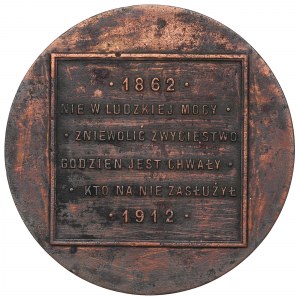 · 1862 ·
NIE W LUDZKIEJ MOCY ·
· ZNIEWOLIĆ ZWYCIĘSTWO
GODZIEN JEST CHWAŁY ·
· KTO NA NIE ZASŁUŻYŁ
· 1912 ·